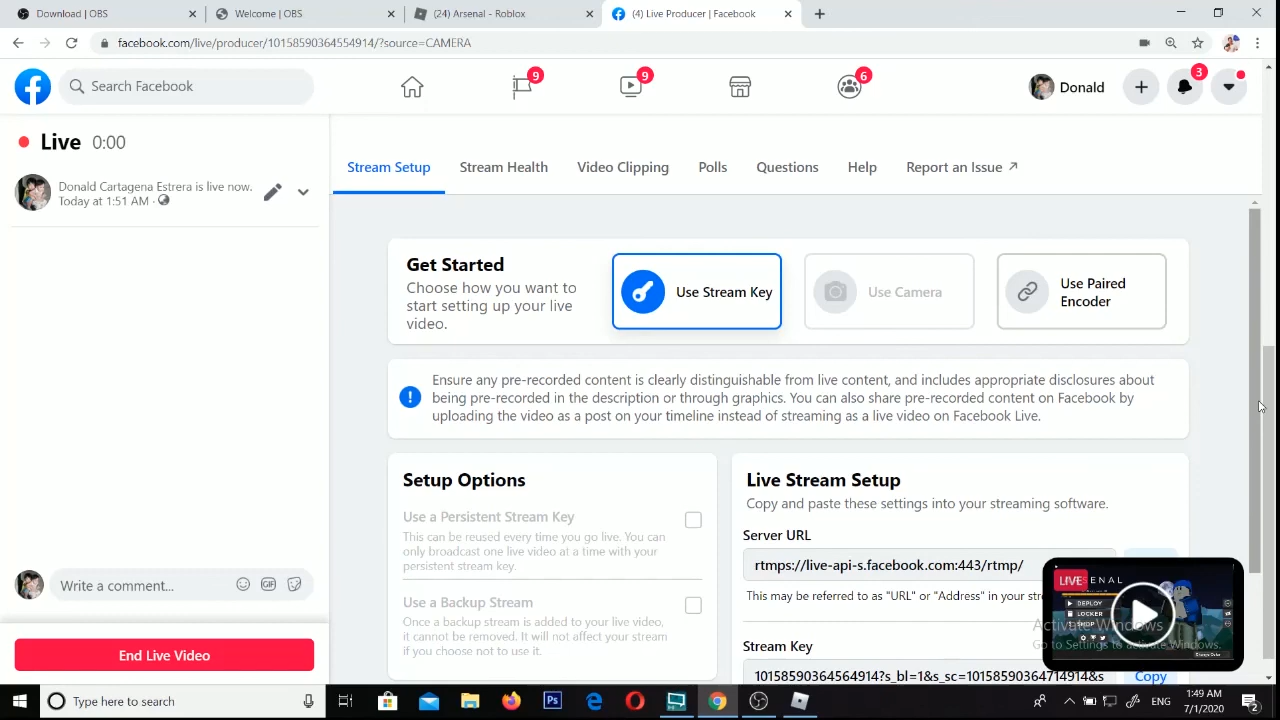 Download | OBS
Welcome | OBS
(24) Arsenal - Roblox
(4) Live Producer | Facebook
facebook.com/live/producer/10158590364554914/?source=CAMERA
Search Facebook
9
9
6
Donald
3
Live 0:00
Donald Cartagena Estrera is live now.
Today at 1:51 AM ·
Write a comment...
GIF
End Live Video
Stream Setup
Stream Health
Video Clipping
Polls
Questions
Help
Report an Issue
Get Started
Choose how you want to
start setting up your live
video.
Use Stream Key
Use Camera
Use Paired
Encoder
Ensure any pre-recorded content is clearly distinguishable from live content, and includes appropriate disclosures about
being pre-recorded in the description or through graphics. You can also share pre-recorded content on Facebook by
uploading the video as a post on your timeline instead of streaming as a live video on Facebook Live.
Setup Options
Use a Persistent Stream Key
This can be reused every time you go live. You can
only broadcast one live video at a time with your
persistent stream key.
Use a Backup Stream
Once a backup stream is added to your live video,
it cannot be removed. It will not affect your stream
if you choose not to use it.
Live Stream Setup
Copy and paste these settings into your streaming software.
Server URL
rtmps://live-api-s.facebook.com:443/rtmp/
This may be referred to as "URL" or "Address" in your stre
Stream Key
10158590364564914?s_bl=1&s_sc=10158590364714914&s
Copy
LIVE
ENAL
DEPLOY
LOCKER
SHOP
Activate Windows
Go to Settings to activate Windows.
Type here to search
Ps
ENG
1:49 AM
7/1/2020
2